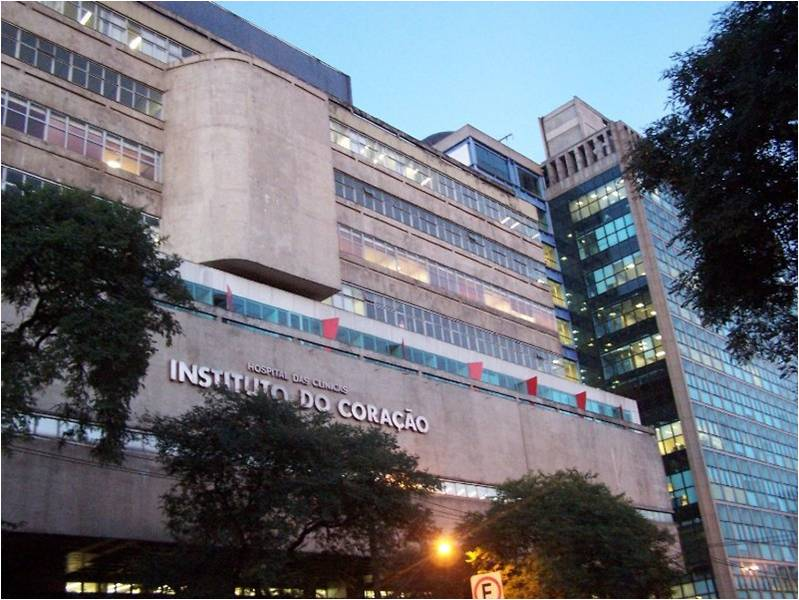 HOSPITAL DAS CLÍNICAS
INSTITUTO DO CORAÇÃO
E